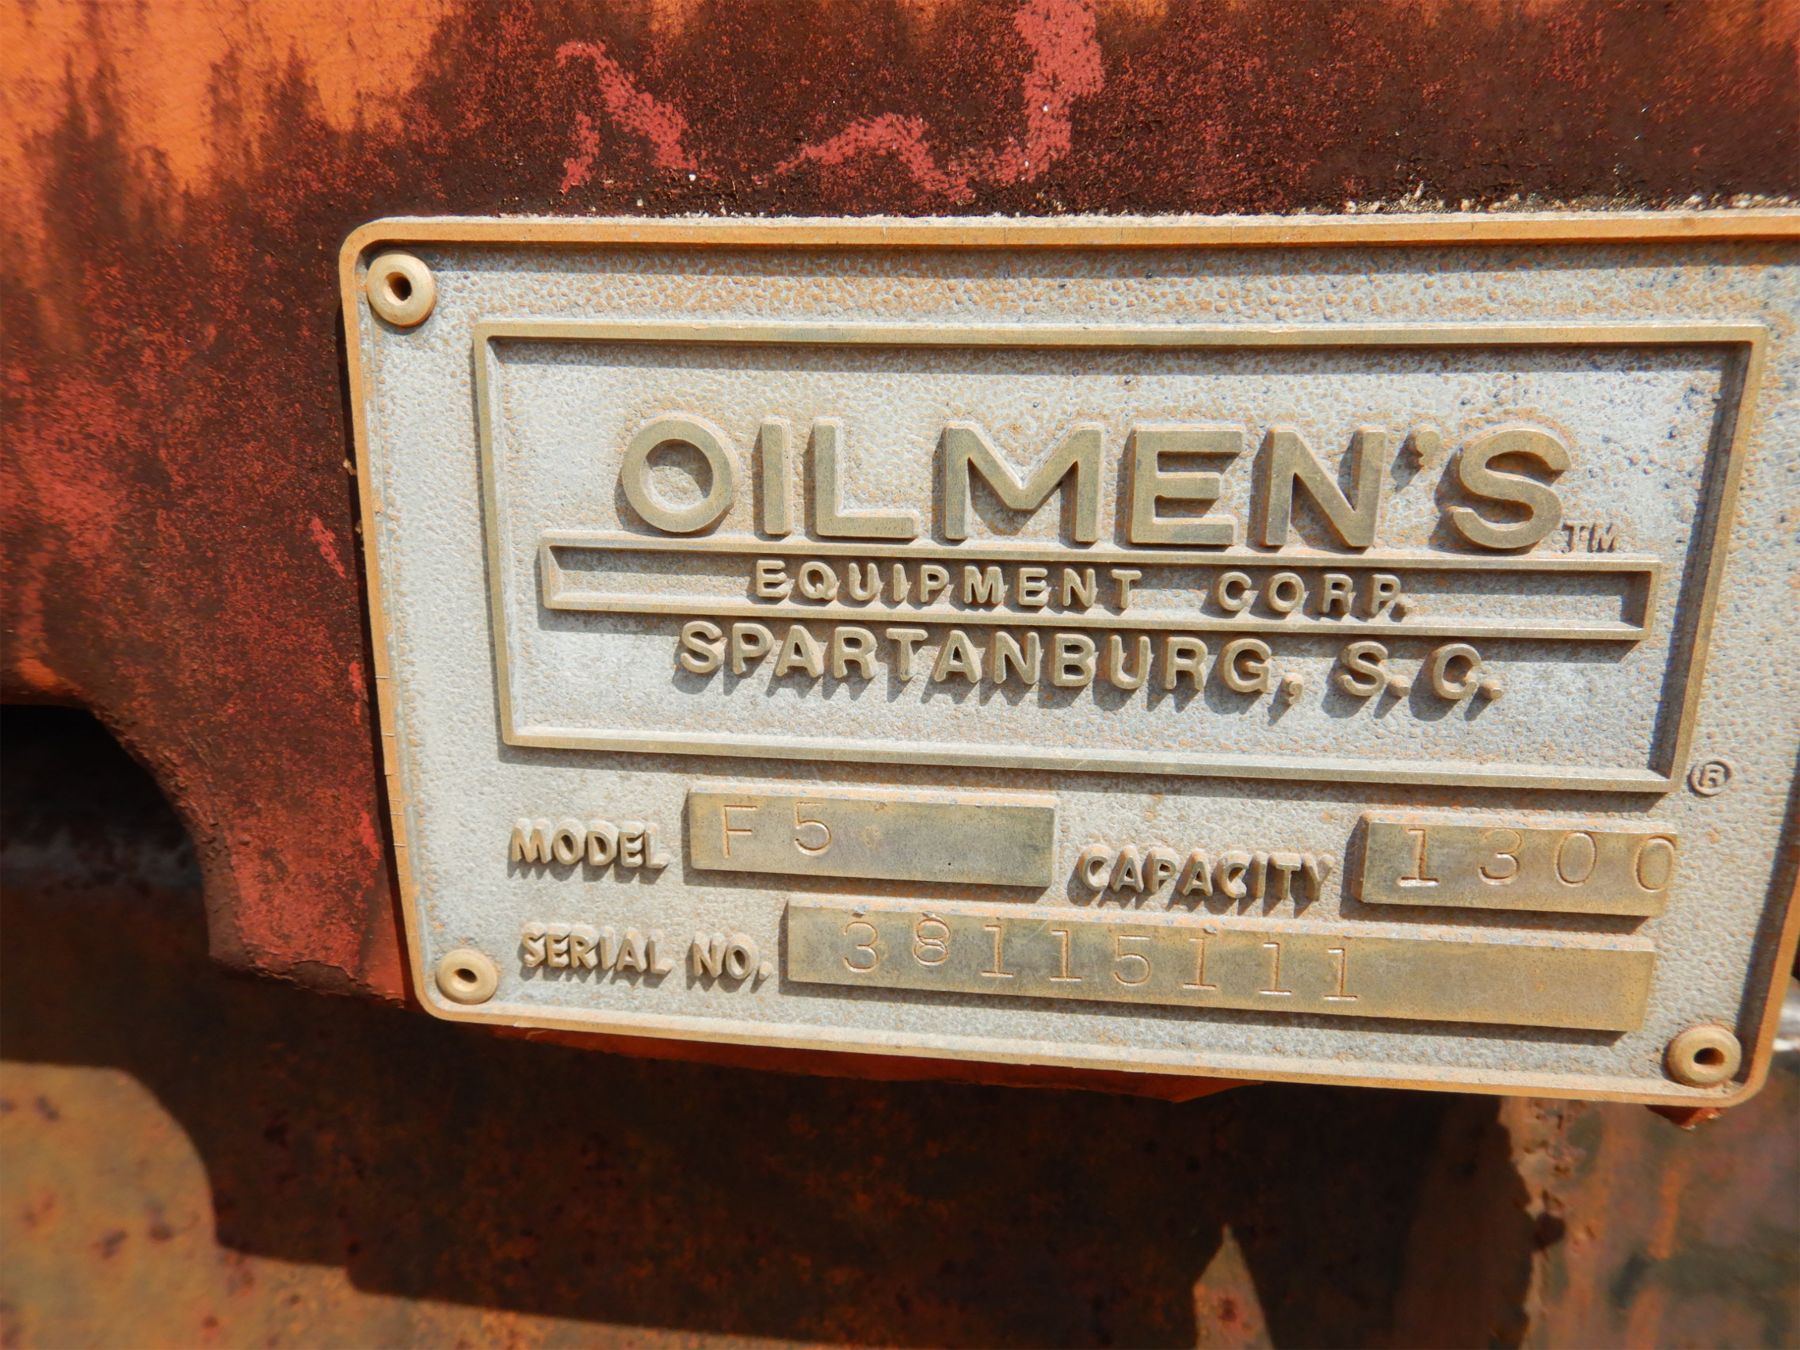 OILMEN'S TM
EQUIPMENT CORP.
SPARTANBURG, S.C.
®
MODEL F5 CAPACITY 1300
SERIAL NO. 38115111